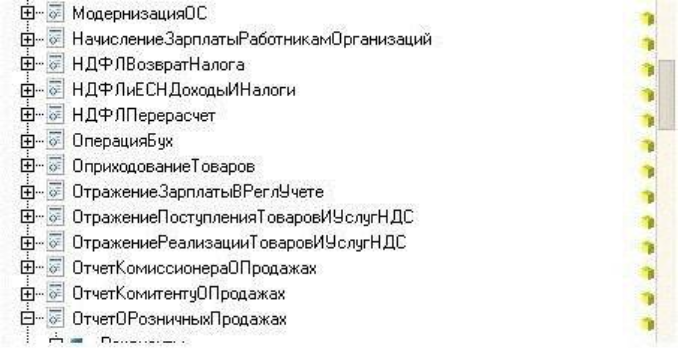 МодернизацияОС
НачислениеЗарплатыРаботникамОрганизаций
НДФЛВозвратНалога
НДФЛиЕСНДоходыИНалоги
НДФЛПерерасчет
ОперацияБух
ОприходованиеТоваров
ОтражениеЗарплатыВРеглУчете
ОтражениеПоступленияТоваровИУслугНДС
ОтражениеРеализацииТоваровИУслугНДС
ОтчетКомиссионераОПродажах
ОтчетКомитентуОПродажах
ОтчетОРозничныхПродажах